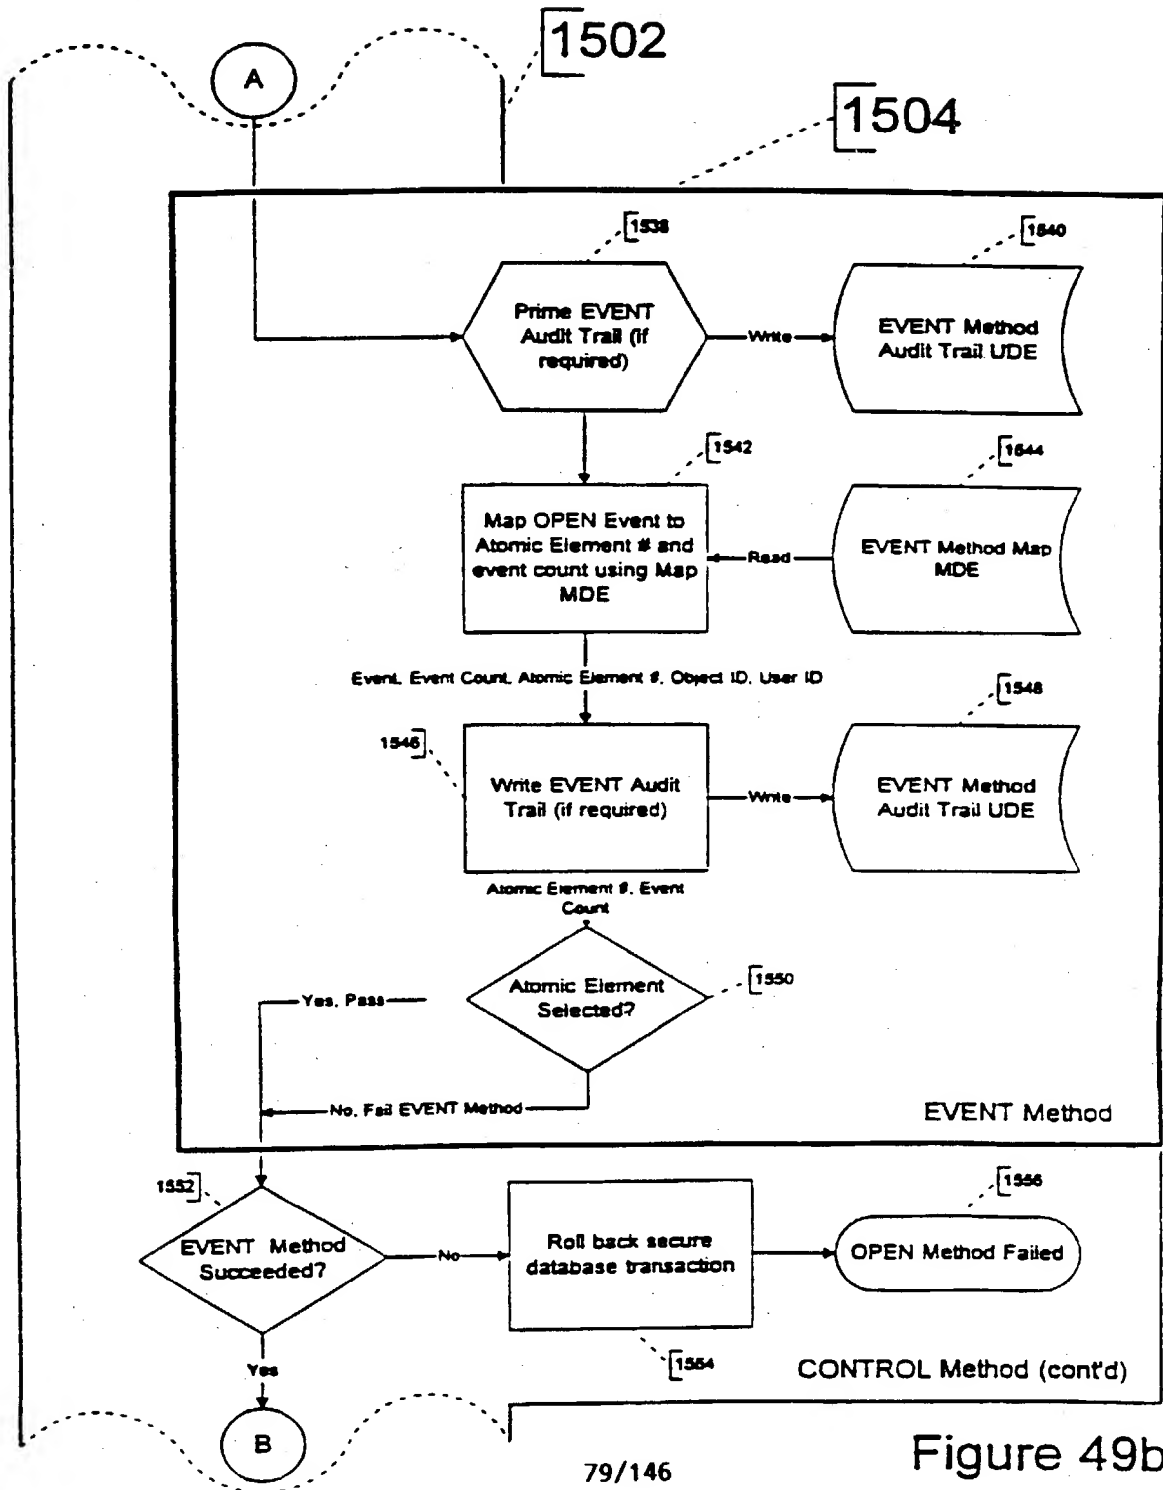 1502
A
1504
1538
1540
Prime EVENT
Audit Trail (if
required)
Write
EVENT Method
Audit Trail UDE
1542
1544
Map OPEN Event to
Atomic Element # and
event count using Map
MDE
Read
EVENT Method Map
MDE
Event, Event Count, Atomic Element #, Object ID, User ID
1548
1546
Write EVENT Audit
Trail (if required)
Write
EVENT Method
Audit Trail UDE
Atomic Element #, Event
Count
1550
Atomic Element
Selected?
Yes, Pass
No, Fail EVENT Method
EVENT Method
1552
1556
EVENT Method
Succeeded?
No
Roll back secure
database transaction
OPEN Method Failed
1554
Yes
CONTROL Method (cont'd)
B
Figure 49b
79/146